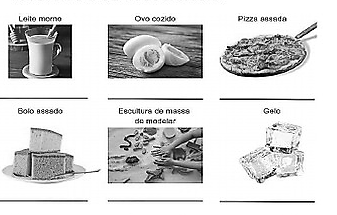 Leite morno
Ovo cozido
Pizza assada
Bolo assado
Escultura de massa
de modelar
Gelo